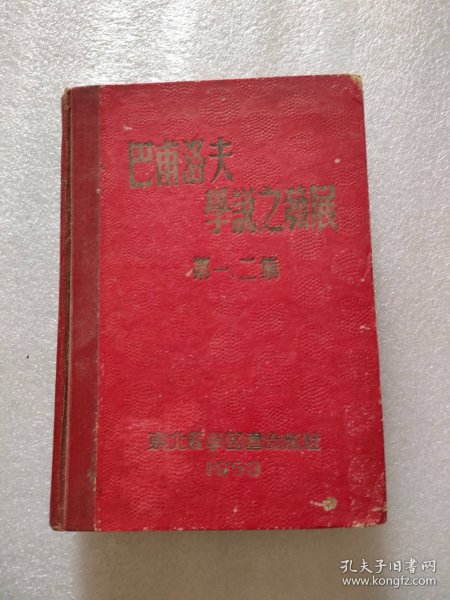 巴甫洛夫
學說之發展
第一、二集
東北醫學圖書出版社
1953
孔夫子旧书网
www.kongfz.com